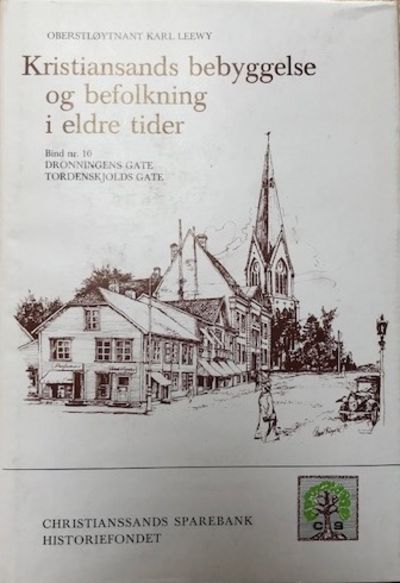 OBERSTLØYTNANT KARL LEEWY
Kristiansands bebyggelse
og befolkning
i eldre tider
Bind nr. 10
DRONNINGENS GATE
TORDENSKJOLDS GATE
C S
CHRISTIANSSANDS SPAREBANK
HISTORIEFONDET